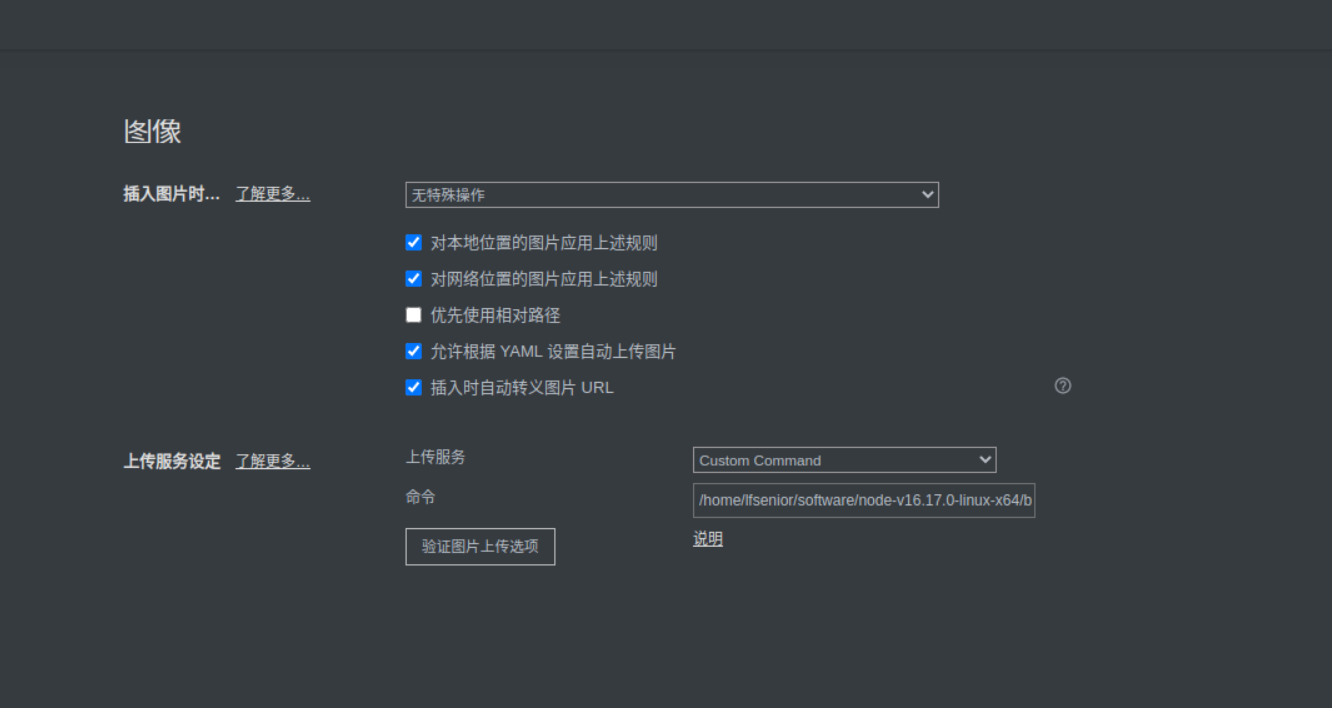 图像
插入图片时... 了解更多... 无特殊操作
对本地位置的图片应用上述规则
对网络位置的图片应用上述规则
优先使用相对路径
允许根据 YAML 设置自动上传图片
插入时自动转义图片 URL
上传服务设定 了解更多... 上传服务 Custom Command
命令 /home/lfsenior/software/node-v16.17.0-linux-x64/b
验证图片上传选项 说明